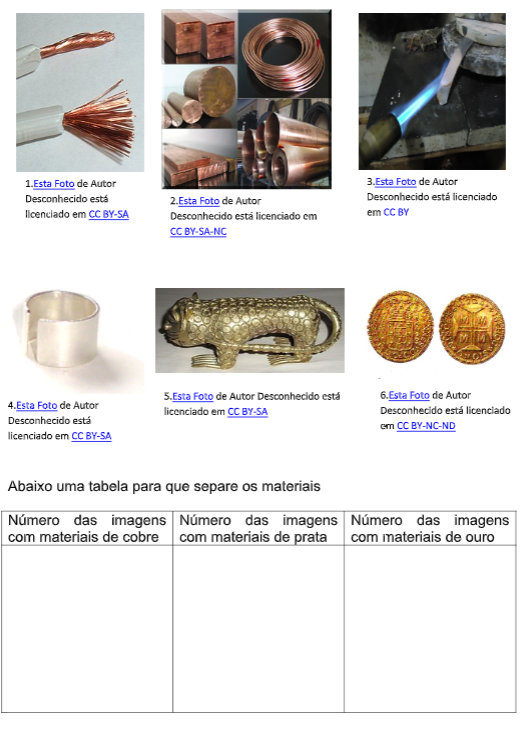 1.Esta Foto de Autor
Desconhecido está
licenciado em CC BY-SA
2.Esta Foto de Autor
Desconhecido está licenciado em
CC BY-SA-NC
3.Esta Foto de Autor
Desconhecido está licenciado
em CC BY
4.Esta Foto de Autor
Desconhecido está
licenciado em CC BY-SA
5.Esta Foto de Autor Desconhecido está
licenciado em CC BY-SA
6.Esta Foto de Autor
Desconhecido está licenciado
em CC BY-NC-ND
Abaixo uma tabela para que separe os materiais
Número das imagens
com materiais de cobre
Número das imagens
com materiais de prata
Número das imagens
com materiais de ouro